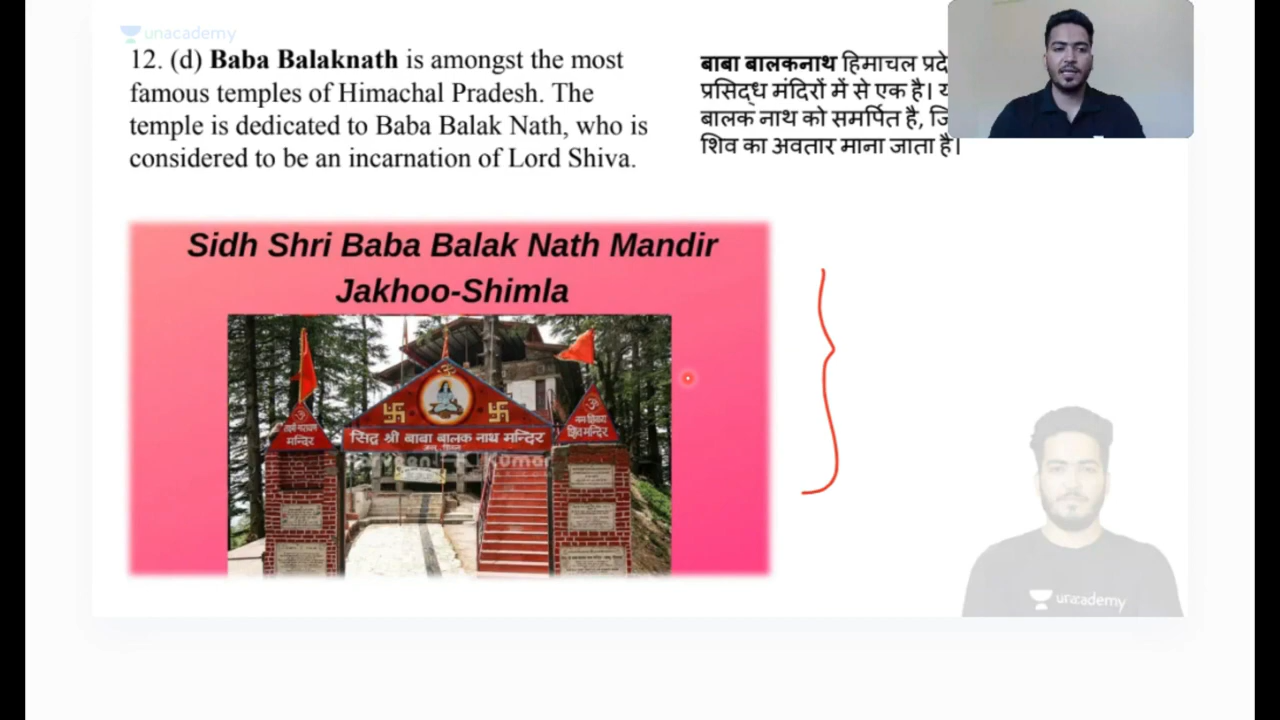 unacademy
12. (d) Baba Balaknath is amongst the most
famous temples of Himachal Pradesh. The
temple is dedicated to Baba Balak Nath, who is
considered to be an incarnation of Lord Shiva.
बाबा बालकनाथ हिमाचल प्रदे
प्रसिद्ध मंदिरों में से एक है।
बालक नाथ को समर्पित है,
शिव का अवतार माना जाता है।
Sidh Shri Baba Balak Nath Mandir
Jakhoo-Shimla
मन्दिर
सिद्ध श्री बाबा बालक नाथ मन्दिर
शिव मन्दिर
unacademy